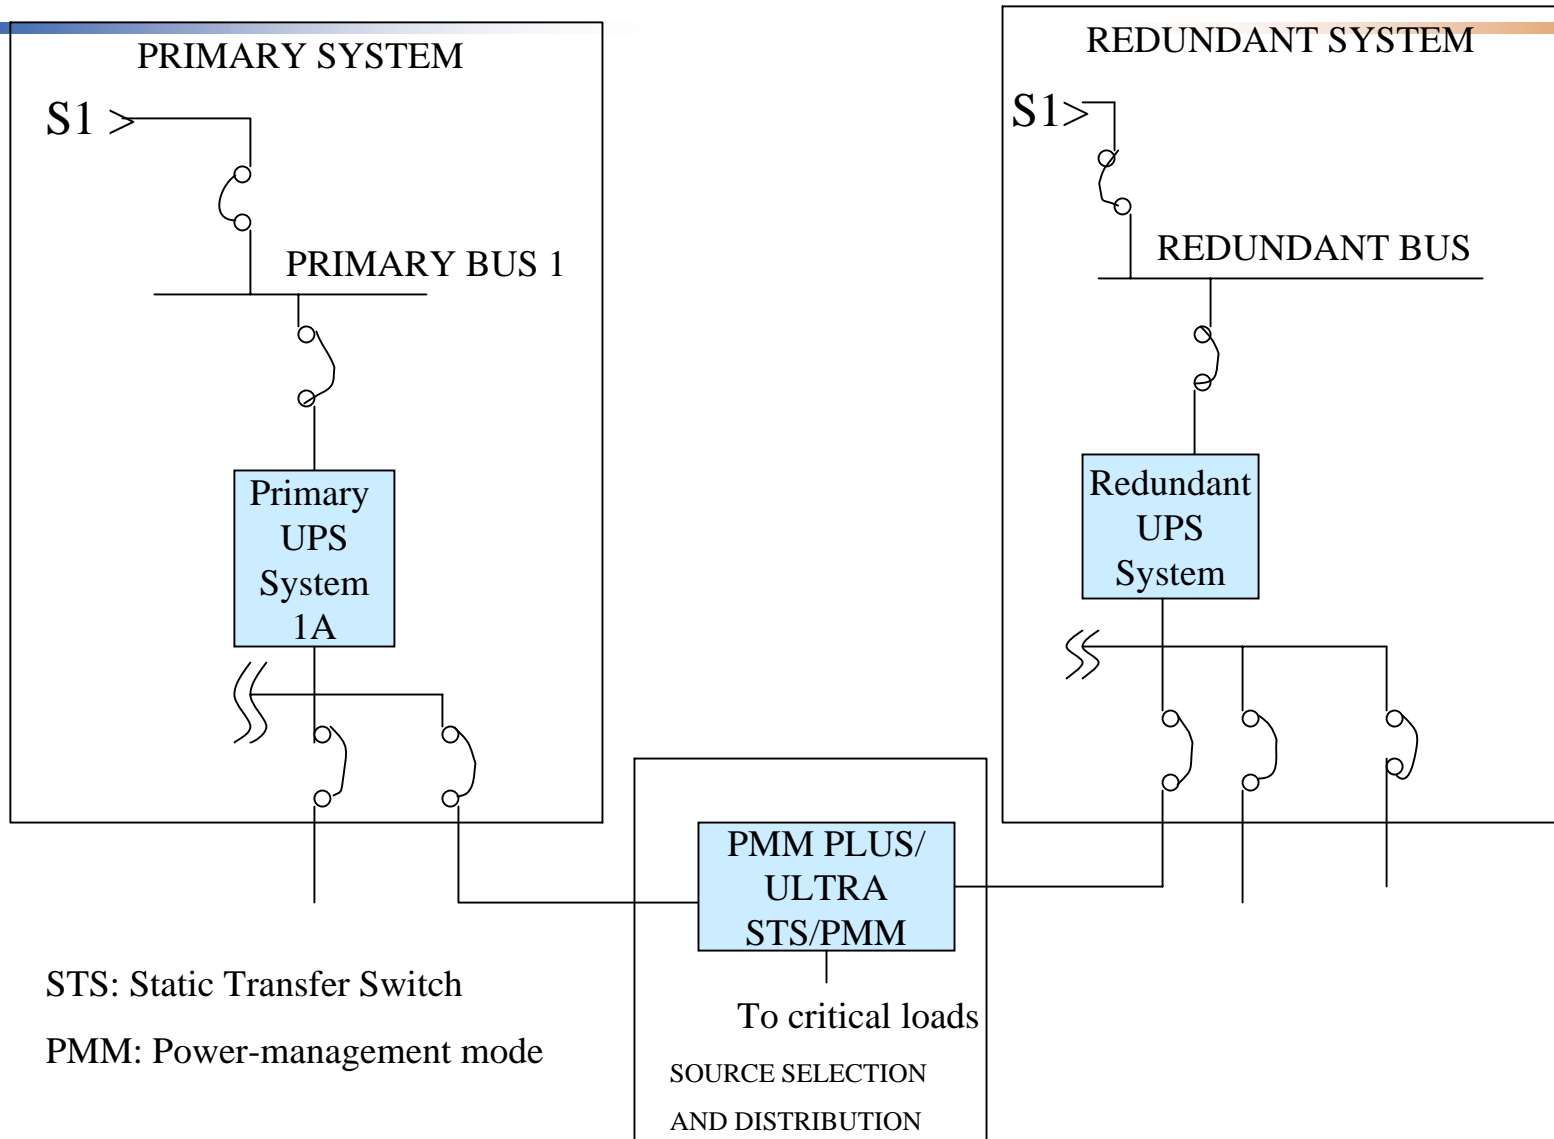 PRIMARY SYSTEM
S1
PRIMARY BUS 1
Primary
UPS
System
1A
REDUNDANT SYSTEM
S1
REDUNDANT BUS
Redundant
UPS
System
PMM PLUS/
ULTRA
STS/PMM
To critical loads
SOURCE SELECTION
AND DISTRIBUTION
STS: Static Transfer Switch
PMM: Power-management mode